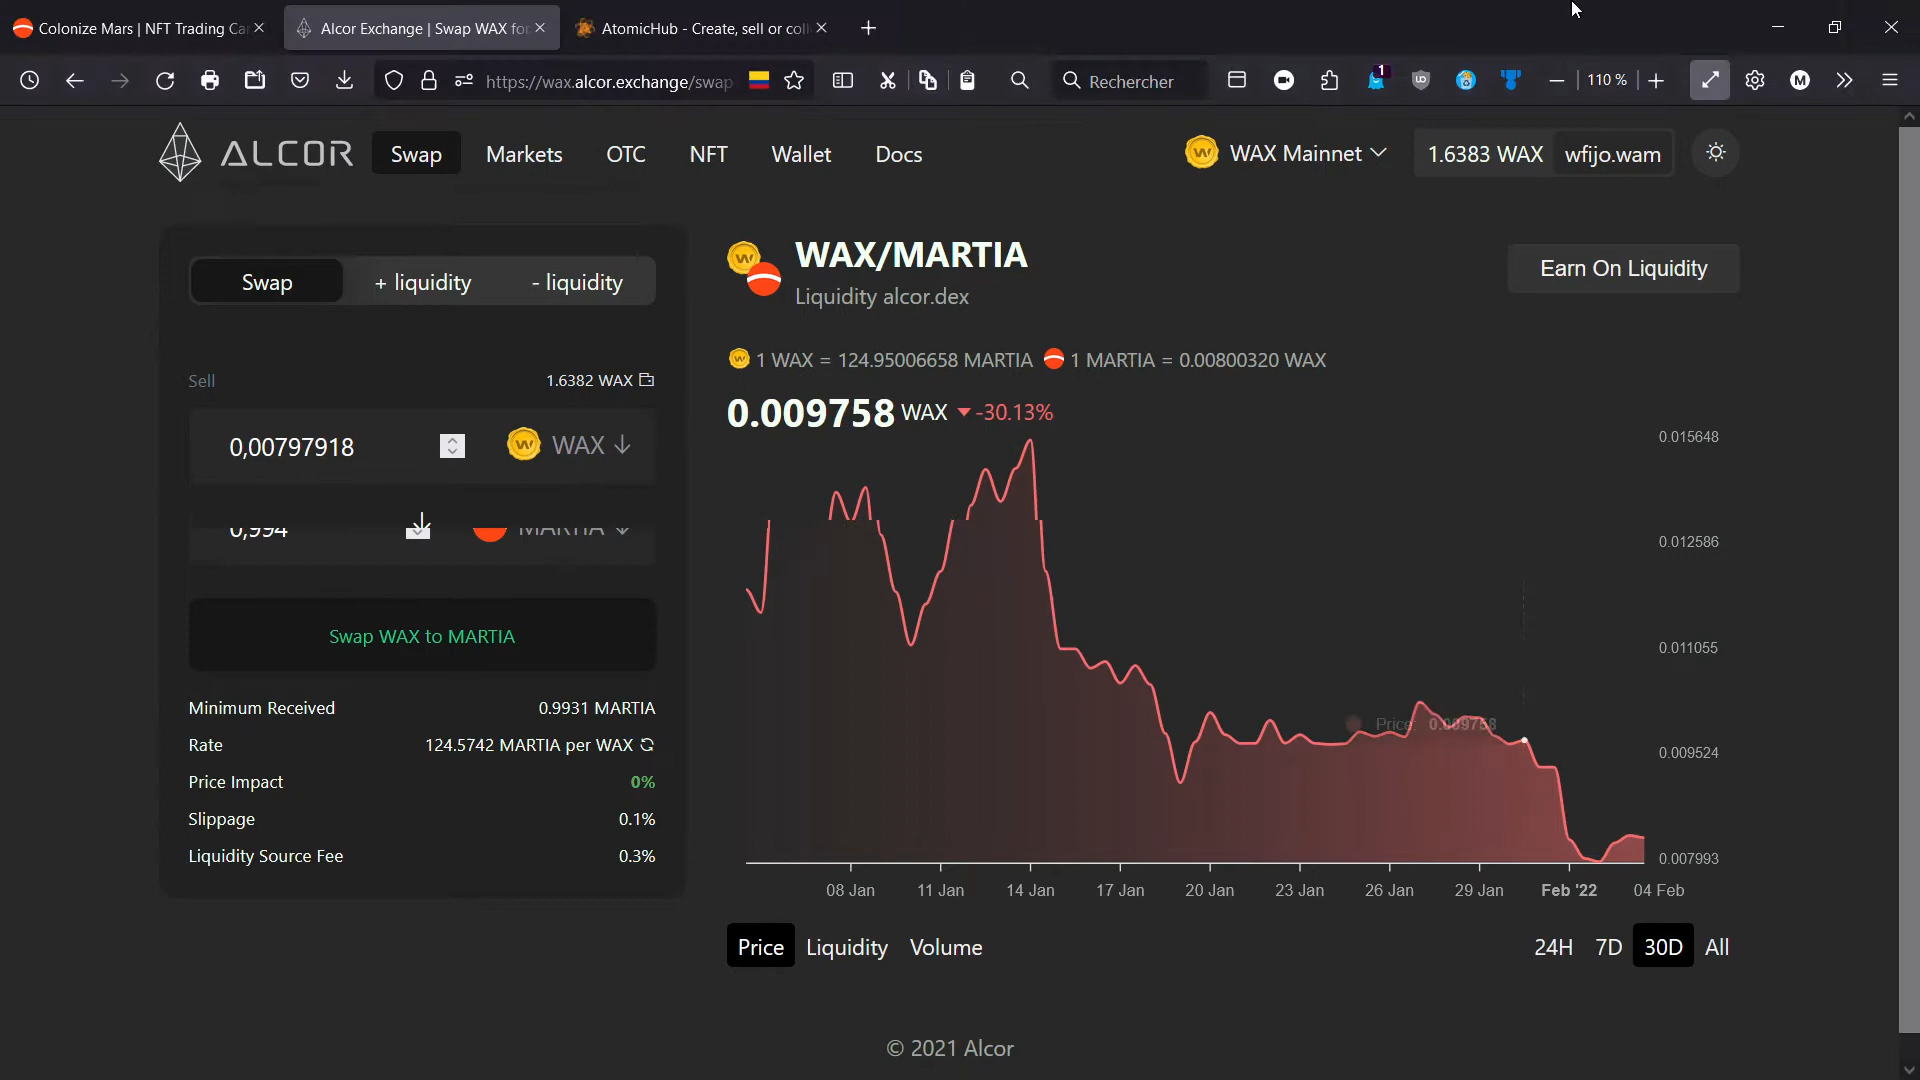 Colonize Mars | NFT Trading Ca
Alcor Exchange | Swap WAX for
AtomicHub - Create, sell or coll
https://wax.alcor.exchange/swap
Rechercher
1
110 %
M
ALCOR
Swap
Markets
OTC
NFT
Wallet
Docs
WAX Mainnet
1.6383 WAX
wfijo.wam
Swap
+ liquidity
- liquidity
Sell
1.6382 WAX
0,00797918
WAX
0,994
MARTIA
Swap WAX to MARTIA
Minimum Received
0.9931 MARTIA
Rate
124.5742 MARTIA per WAX
Price Impact
0%
Slippage
0.1%
Liquidity Source Fee
0.3%
WAX/MARTIA
Liquidity alcor.dex
Earn On Liquidity
1 WAX = 124.95006658 MARTIA
1 MARTIA = 0.00800320 WAX
0.009758 WAX -30.13%
0.015648
0.012586
0.011055
0.009524
0.007993
Price: 0.009758
08 Jan
11 Jan
14 Jan
17 Jan
20 Jan
23 Jan
26 Jan
29 Jan
Feb '22
04 Feb
Price
Liquidity
Volume
24H
7D
30D
All
© 2021 Alcor